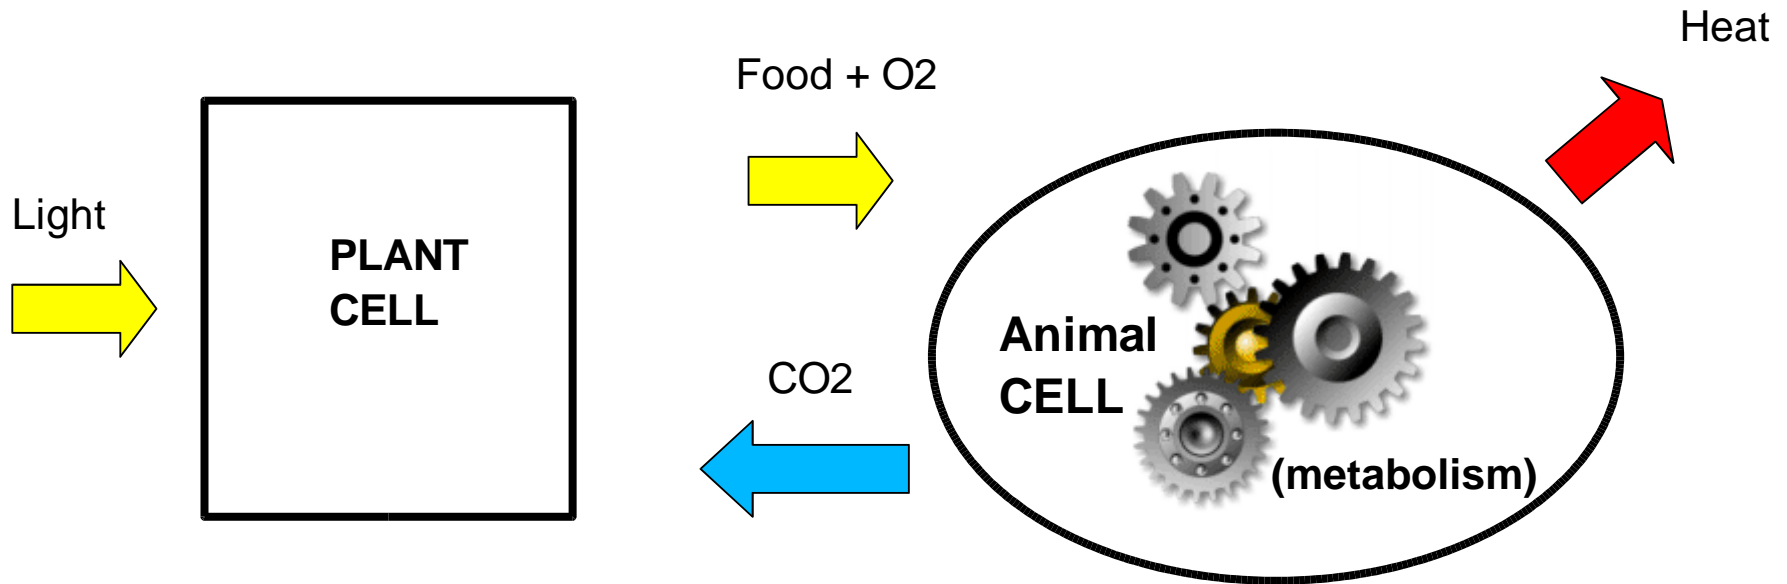 Light
PLANT
CELL
Food + O2
CO2
Animal
CELL
(metabolism)
Heat